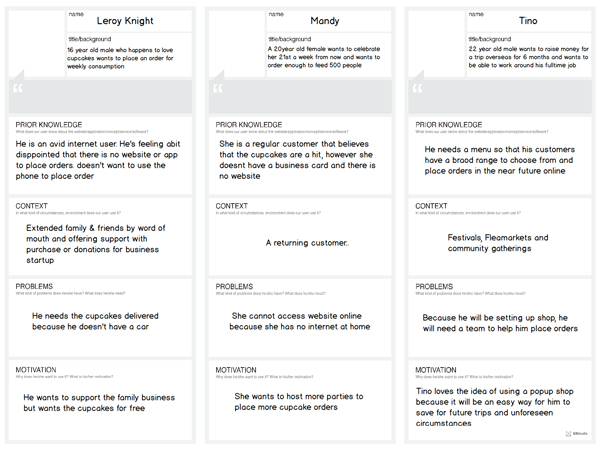 name
Leroy Knight
title/background
16 year old male who happens to love
cupcakes wants to place an order for
weekly consumption
PRIOR KNOWLEDGE
What does our user know about the website/application/concept/service/software?
He is an avid internet user. He's feeling abit
disppointed that there is no website or app
to place orders. doesn't want to use the
phone to place order
CONTEXT
In what kind of circumstances, environment does our user use it?
Extended family & friends by word of
mouth and offering support with
purchase or donations for business
startup
PROBLEMS
What kind of problems does he/she have? What does he/she need?
He needs the cupcakes delivered
because he doesn't have a car
MOTIVATION
Why does he/she want to use it? What is his/her motivation?
He wants to support the family business
but wants the cupcakes for free
name
Mandy
title/background
A 20year old female wants to celebrate
her 21st a week from now and wants to
order enough to feed 500 people
PRIOR KNOWLEDGE
What does our user know about the website/application/concept/service/software?
She is a regular customer that believes
that the cupcakes are a hit, however she
doesnt have a business card and there is
no website
CONTEXT
In what kind of circumstances, environment does our user use it?
A returning customer.
PROBLEMS
What kind of problems does he/she have? What does he/she need?
She cannot access website online
because she has no internet at home
MOTIVATION
Why does he/she want to use it? What is his/her motivation?
She wants to host more parties to
place more cupcake orders
name
Tino
title/background
22 year old male wants to raise money for
a trip overseas for 6 months and wants to
be able to work around his fulltime job
PRIOR KNOWLEDGE
What does our user know about the website/application/concept/service/software?
He needs a menu so that his customers
have a broad range to choose from and
place orders in the near future online
CONTEXT
In what kind of circumstances, environment does our user use it?
Festivals, Fleamarkets and
community gatherings
PROBLEMS
What kind of problems does he/she have? What does he/she need?
Because he will be setting up shop, he
will need a team to help him place orders
MOTIVATION
Why does he/she want to use it? What is his/her motivation?
Tino loves the idea of using a popup shop
because it will be an easy way for him to
save for future trips and unforeseen
circumstances